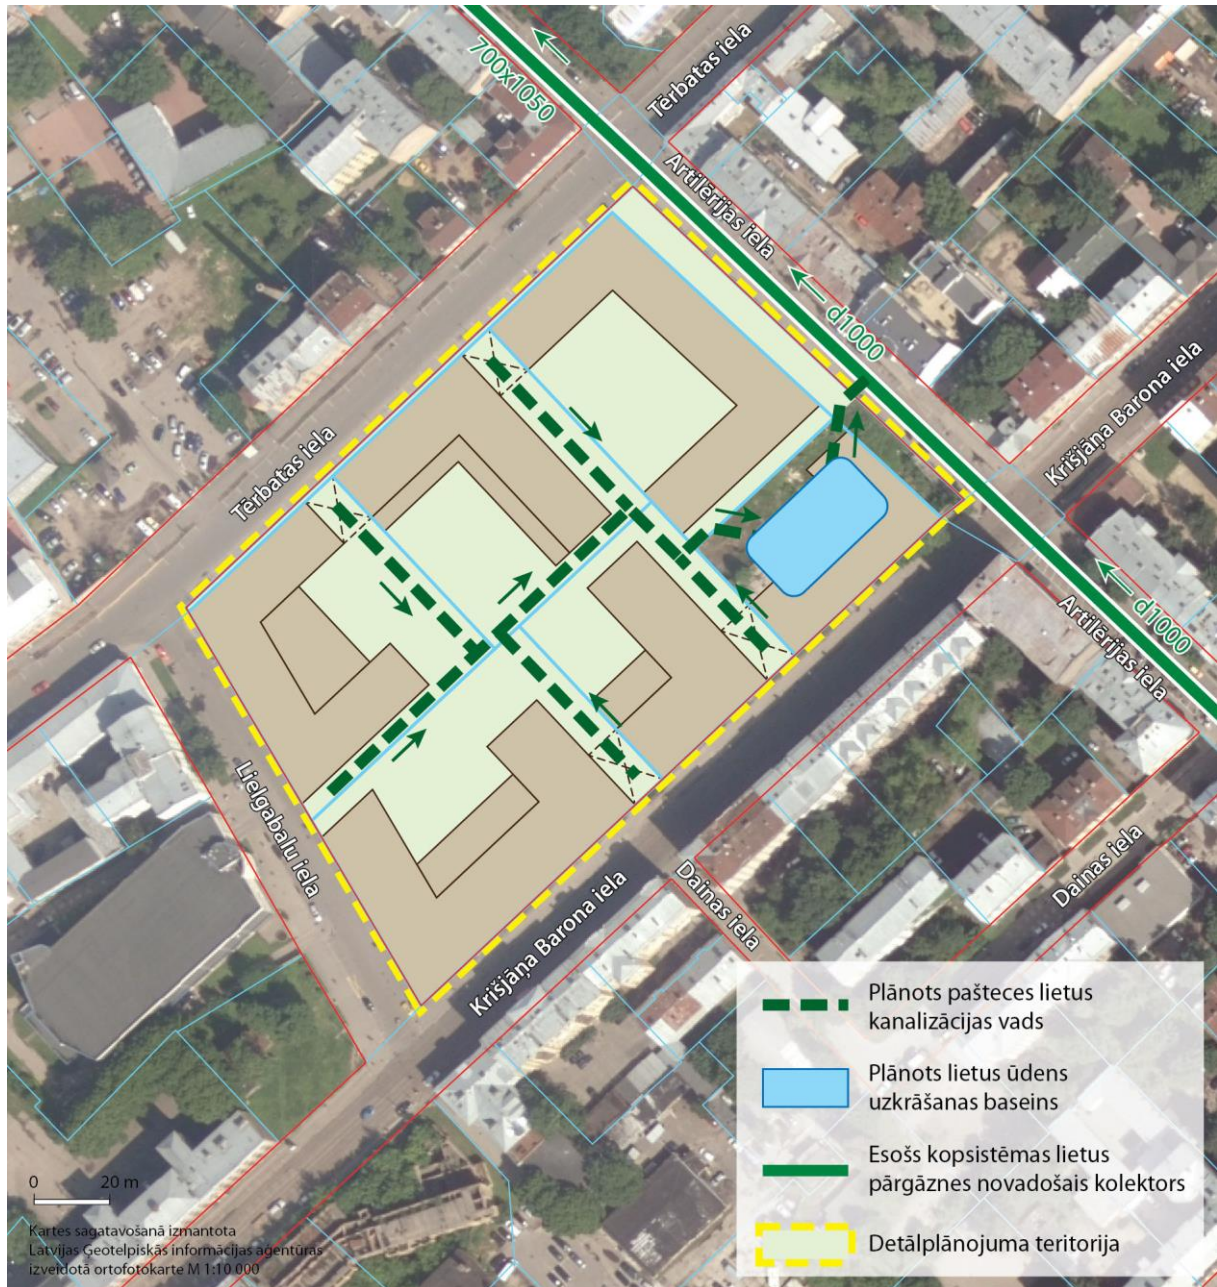 700x1050
Tērbatas iela
Artilērijas iela
d1000
Krišjāņa Barona iela
Tērbatas iela
d1000
Artilērijas iela
Lielgabalu iela
Dainas iela
Dainas iela
Krišjāņa Barona iela
Plānots pašteces lietus
kanalizācijas vads
Plānots lietus ūdens
uzkrāšanas baseins
Esošs kopsistēmas lietus
pārgāznes novadošais kolektors
Detālplānojuma teritorija
0 20 m
Kartes sagatavošanā izmantota
Latvijas Ģeotelpiskās informācijas aģentūras
izveidotā ortofotokarte M 1:10 000